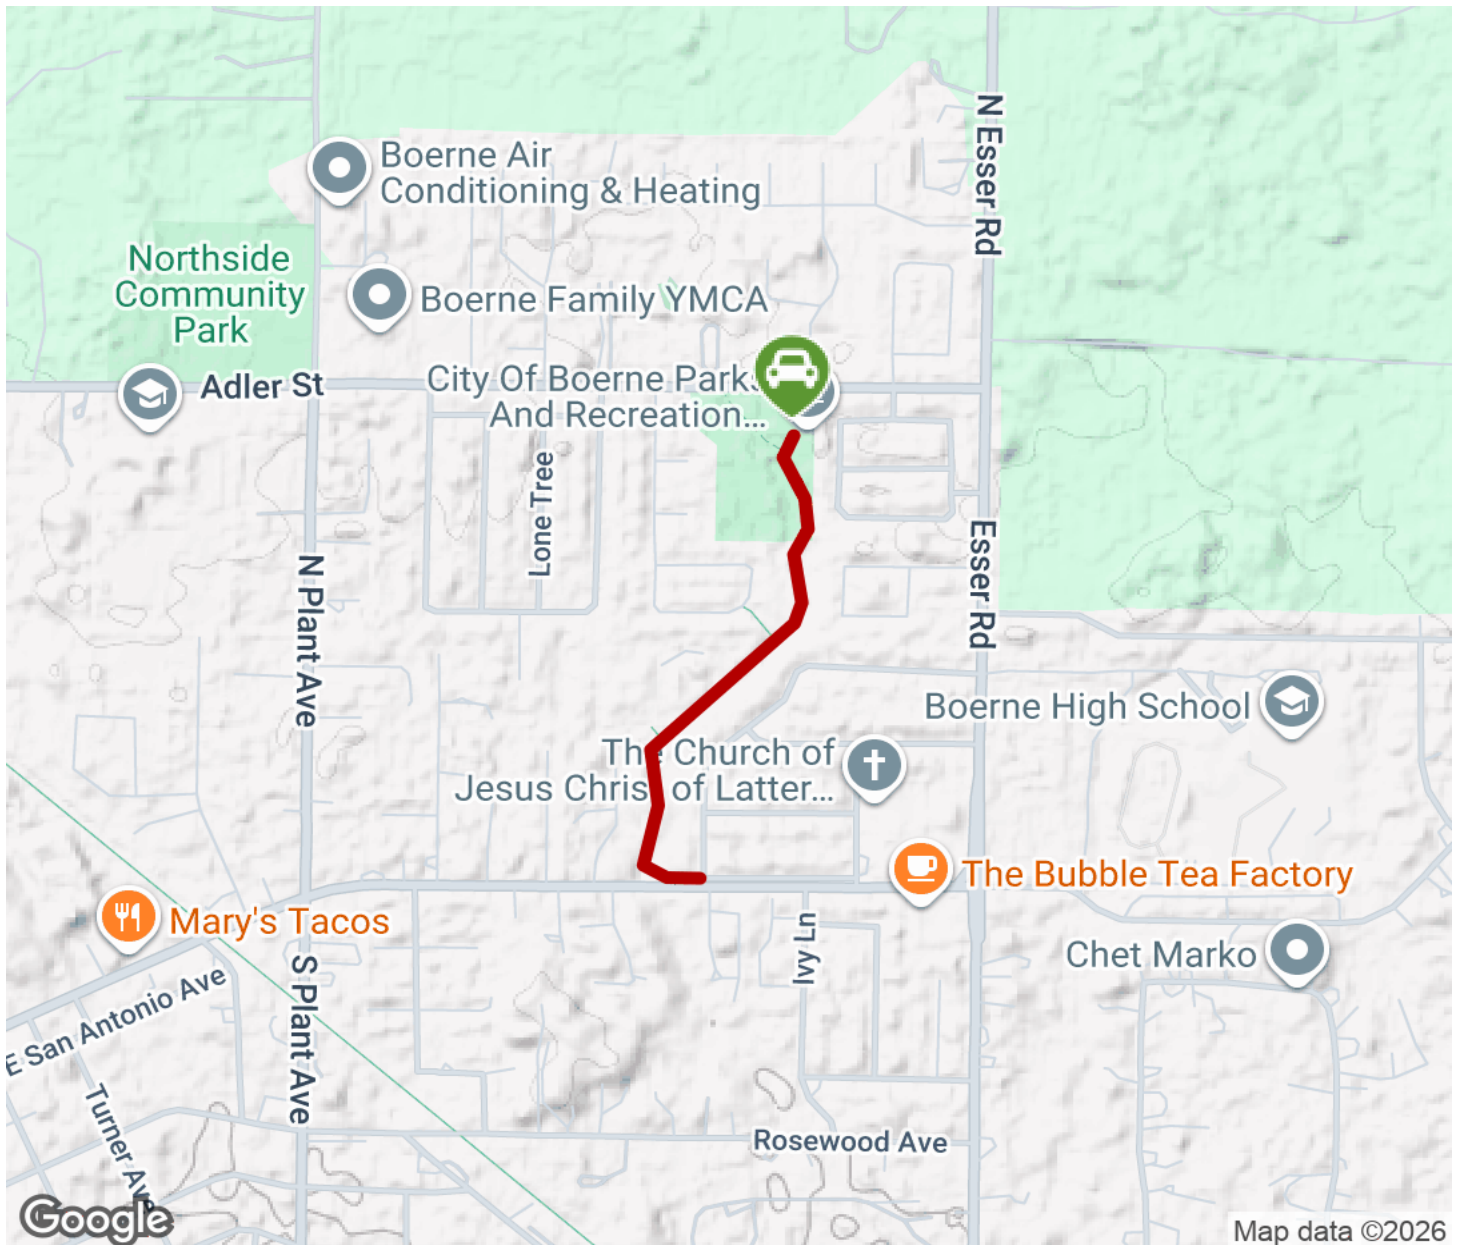 N Esser Rd
Boerne Air
Conditioning & Heating
Northside
Community
Park
Boerne Family YMCA
Adler St
City Of Boerne Parks
And Recreation...
Lone Tree
N Plant Ave
Esser Rd
Boerne High School
The Church of
Jesus Chris of Latter...
The Bubble Tea Factory
Mary's Tacos
Ivy Ln
Chet Marko
S Plant Ave
E San Antonio Ave
Turner Ave
Rosewood Ave
Google
Map data ©2026